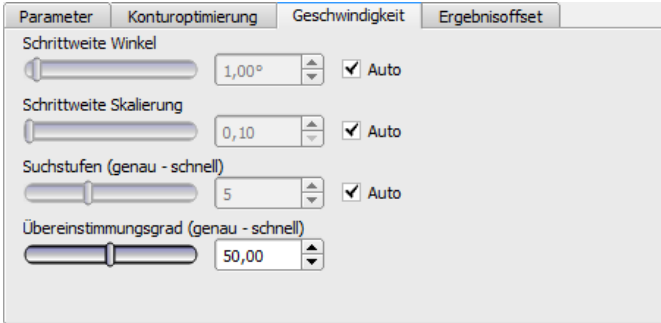 Parameter Konturoptimierung Geschwindigkeit Ergebnisoffset
Schrittweite Winkel
1,00° Auto
Schrittweite Skalierung
0,10 Auto
Suchstufen (genau - schnell)
5 Auto
Übereinstimmungsgrad (genau - schnell)
50,00